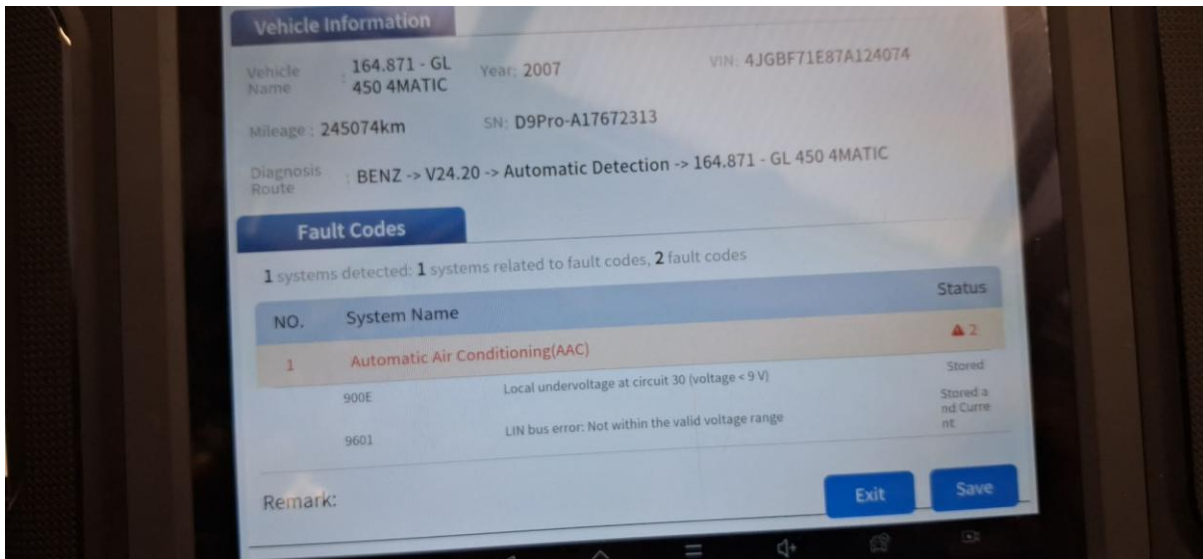 Vehicle Information
Vehicle Name : 164.871 - GL 450 4MATIC
Year: 2007
VIN: 4JGBF71E87A124074
Mileage : 245074km
SN: D9Pro-A17672313
Diagnosis Route : BENZ -> V24.20 -> Automatic Detection -> 164.871 - GL 450 4MATIC
Fault Codes
1 systems detected: 1 systems related to fault codes, 2 fault codes
NO. System Name Status
1 Automatic Air Conditioning(AAC) 2
900E Local undervoltage at circuit 30 (voltage < 9 V) Stored
9601 LIN bus error: Not within the valid voltage range Stored a
nd Curre
nt
Remark:
Exit Save